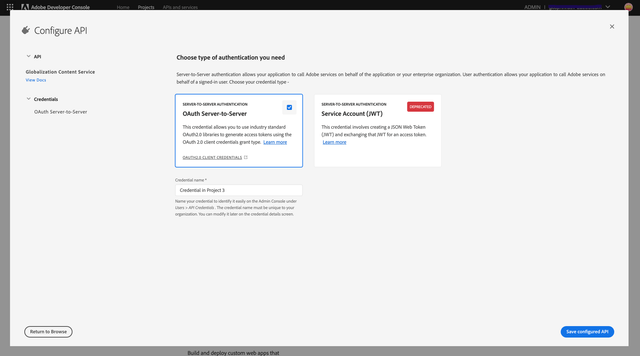 Adobe Developer Console
Home
Projects
APIs and services
ADMIN
Configure API
API
Globalization Content Service
View Docs
Credentials
OAuth Server-to-Server
Choose type of authentication you need
Server-to-Server authentication allows your application to call Adobe services on behalf of the application or your enterprise organization. User authentication allows your application to call Adobe services on
behalf of a signed-in user. Choose your credential type -
SERVER-TO-SERVER AUTHENTICATION
OAuth Server-to-Server
This credential allows you to use industry standard
OAuth2.0 libraries to generate access tokens using the
OAuth 2.0 client credentials grant type. Learn more
OAUTH2.0 CLIENT CREDENTIALS
SERVER-TO-SERVER AUTHENTICATION
DEPRECATED
Service Account (JWT)
This credential involves creating a JSON Web Token
(JWT) and exchanging that JWT for an access token.
Learn more
Credential name *
Credential in Project 3
Name your credential to identify it easily on the Admin Console under
Users > API Credentials . The credential name must be unique to your
organization. You can modify it later on the credential details screen.
Return to Browse
Save configured API
Build and deploy custom web apps that